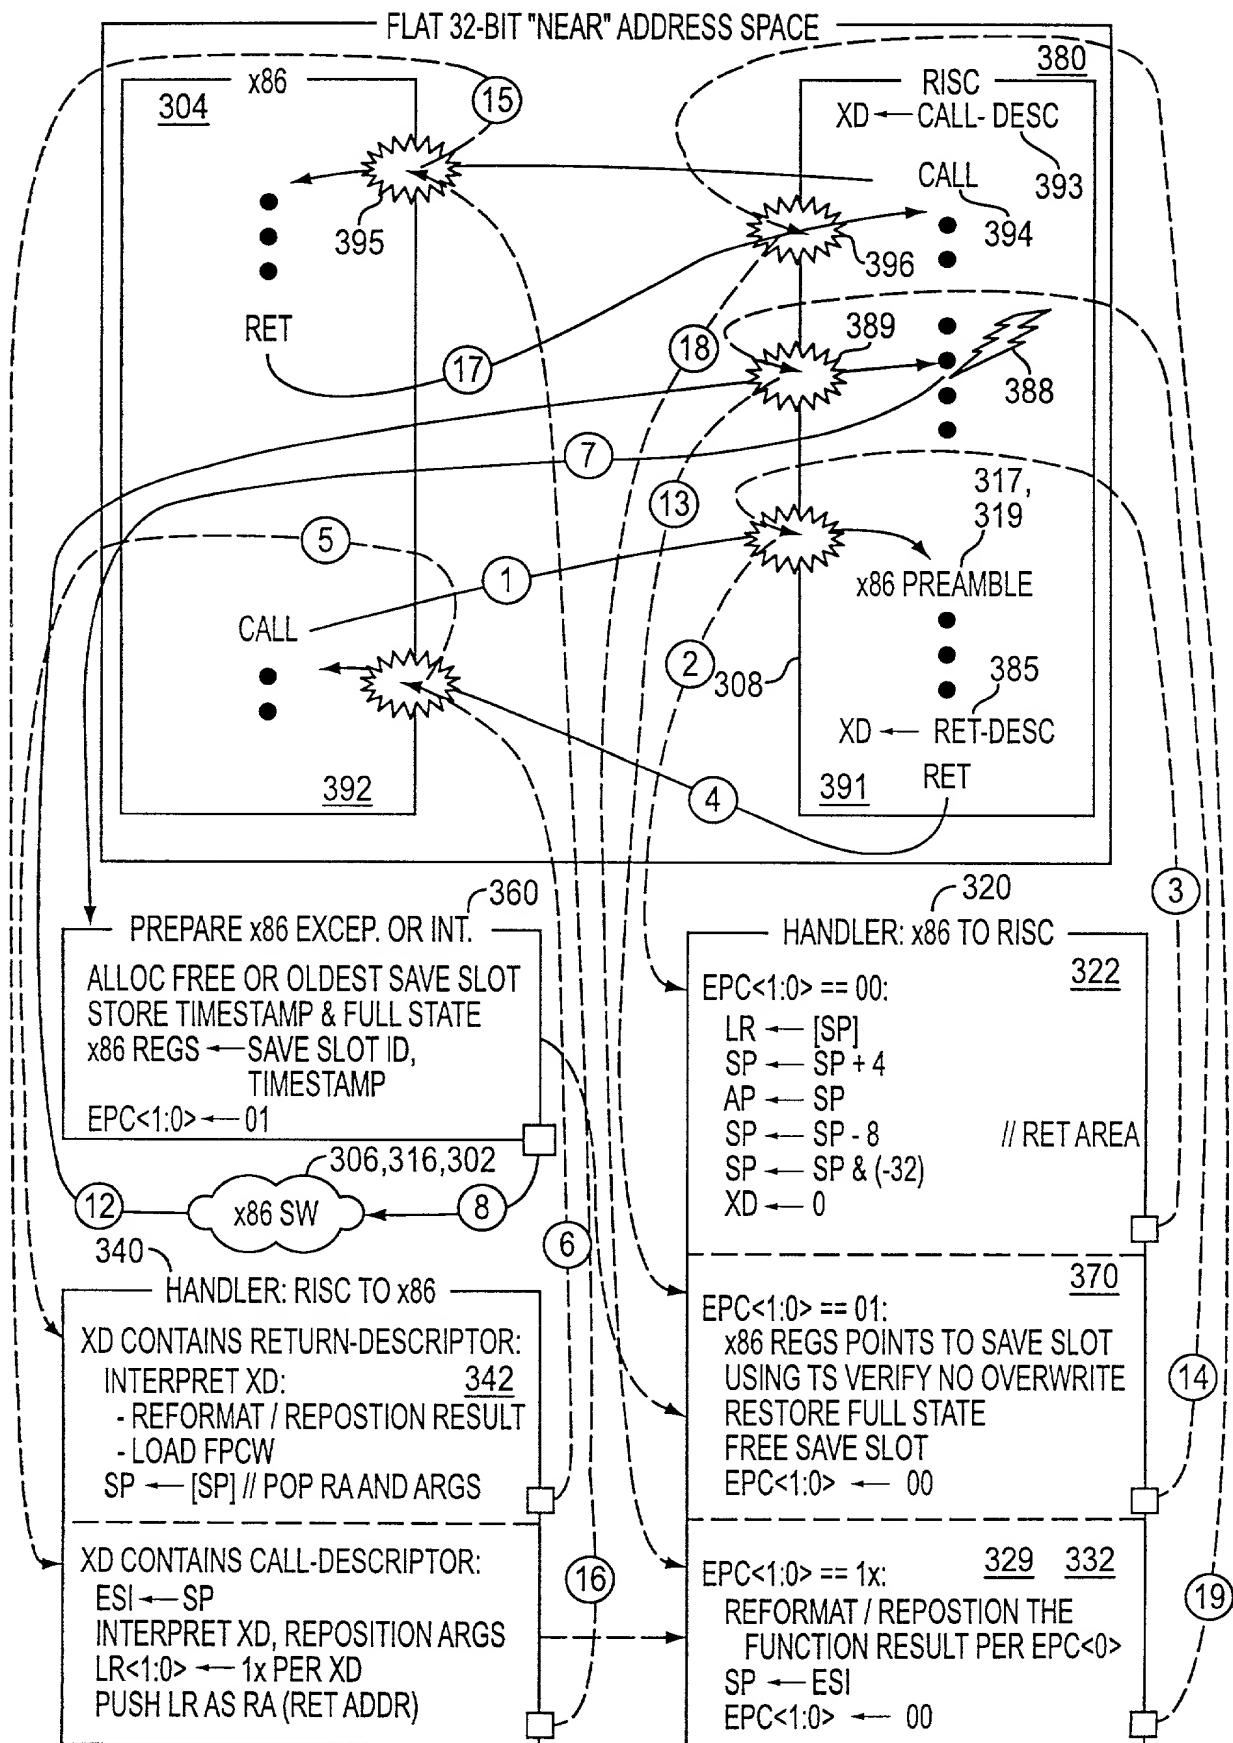 FLAT 32-BIT "NEAR" ADDRESS SPACE
x86
304
15
395
RET
17
7
5
1
CALL
392
4
380
RISC
XD ← CALL- DESC
393
CALL
394
396
18
389
388
13
317,
319
x86 PREAMBLE
2
308
385
XD ← RET-DESC
RET
391
3
360
PREPARE x86 EXCEP. OR INT.
ALLOC FREE OR OLDEST SAVE SLOT
STORE TIMESTAMP & FULL STATE
x86 REGS ← SAVE SLOT ID,
TIMESTAMP
EPC<1:0> ← 01
306,316,302
12
x86 SW
8
6
340
HANDLER: RISC TO x86
XD CONTAINS RETURN-DESCRIPTOR:
INTERPRET XD:
342
- REFORMAT / REPOSTION RESULT
- LOAD FPCW
SP ← [SP] // POP RA AND ARGS
XD CONTAINS CALL-DESCRIPTOR:
ESI ← SP
INTERPRET XD, REPOSITION ARGS
LR<1:0> ← 1x PER XD
PUSH LR AS RA (RET ADDR)
16
320
HANDLER: x86 TO RISC
322
EPC<1:0> == 00:
LR ← [SP]
SP ← SP + 4
AP ← SP
SP ← SP - 8 // RET AREA
SP ← SP & (-32)
XD ← 0
370
EPC<1:0> == 01:
x86 REGS POINTS TO SAVE SLOT
USING TS VERIFY NO OVERWRITE
RESTORE FULL STATE
FREE SAVE SLOT
EPC<1:0> ← 00
14
EPC<1:0> == 1x:
329 332
REFORMAT / REPOSTION THE
FUNCTION RESULT PER EPC<0>
SP ← ESI
EPC<1:0> ← 00
19